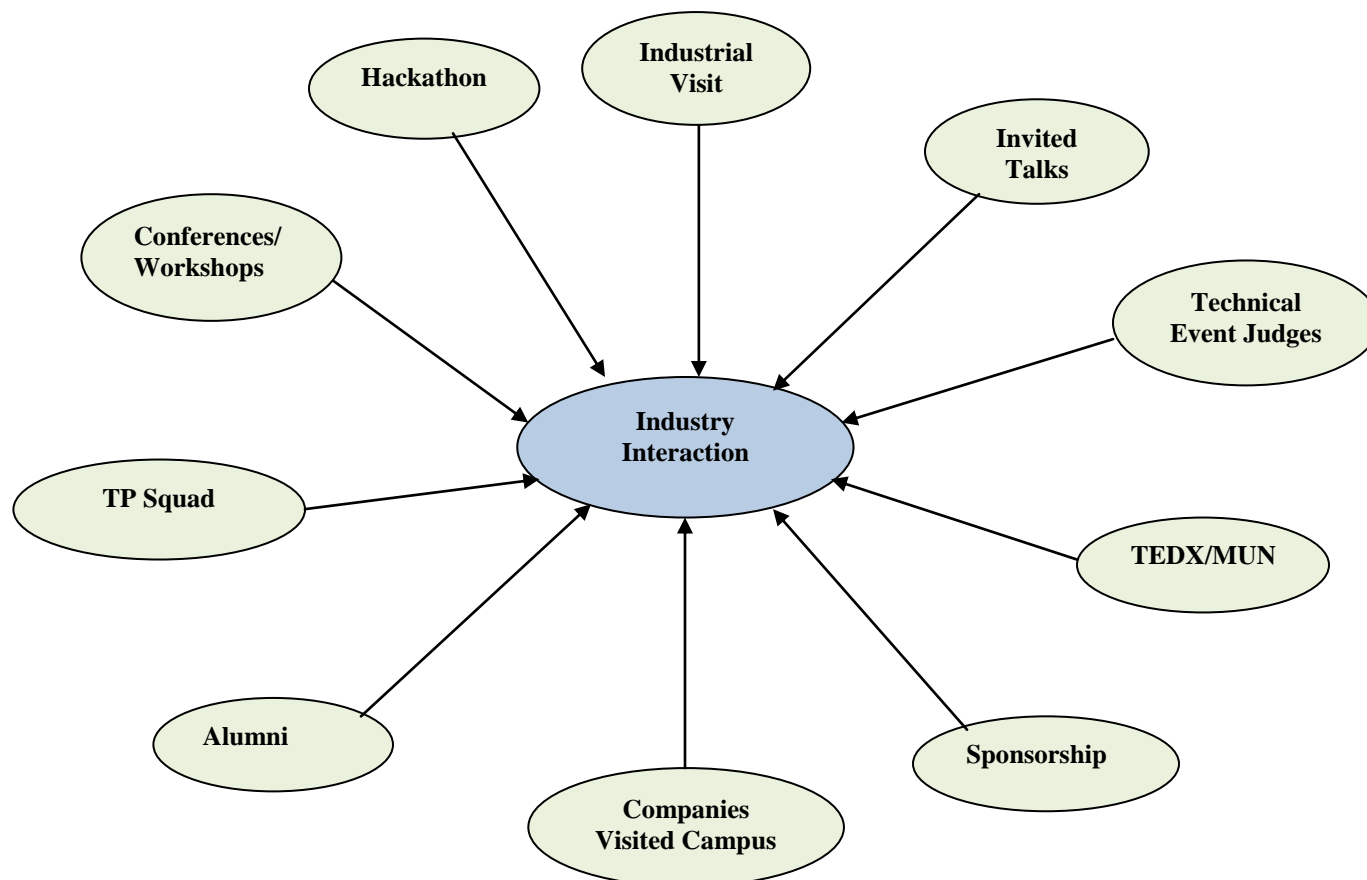 Industrial
Visit
Hackathon
Invited
Talks
Conferences/
Workshops
Technical
Event Judges
Industry
Interaction
TP Squad
TEDX/MUN
Alumni
Sponsorship
Companies
Visited Campus